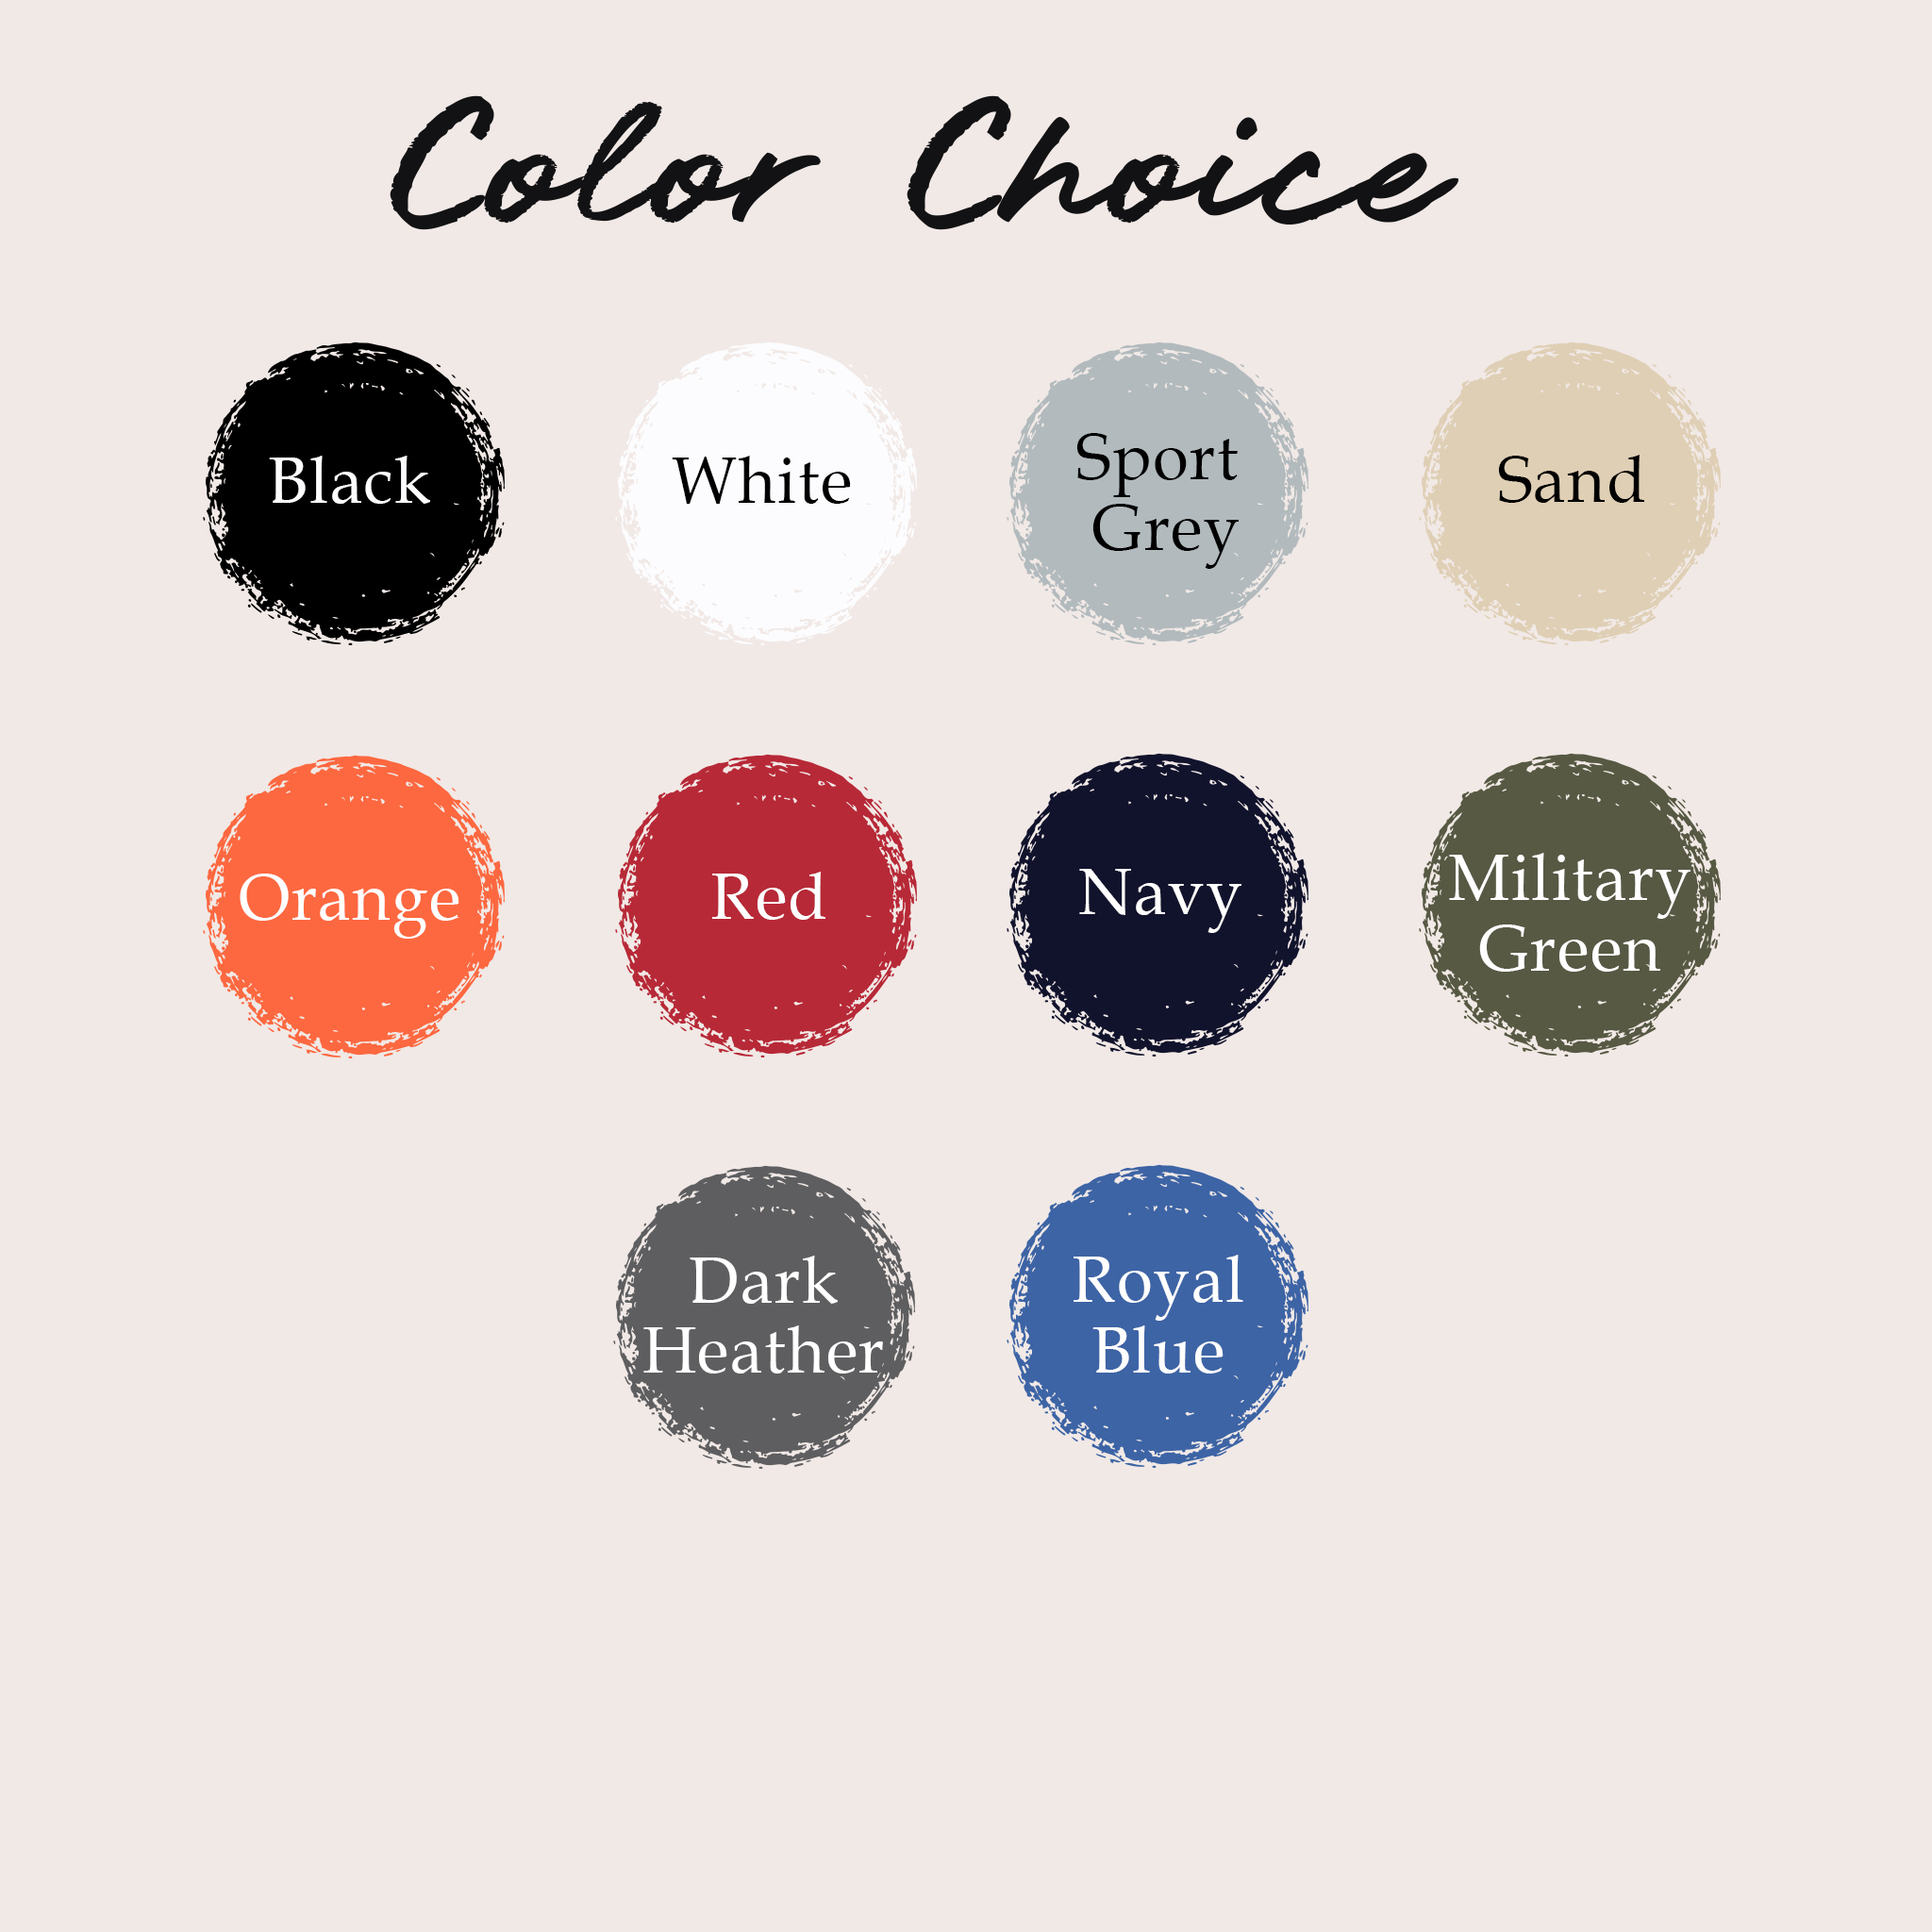 Color Choice
Black
White
Sport
Grey
Sand
Orange
Red
Navy
Military
Green
Dark
Heather
Royal
Blue